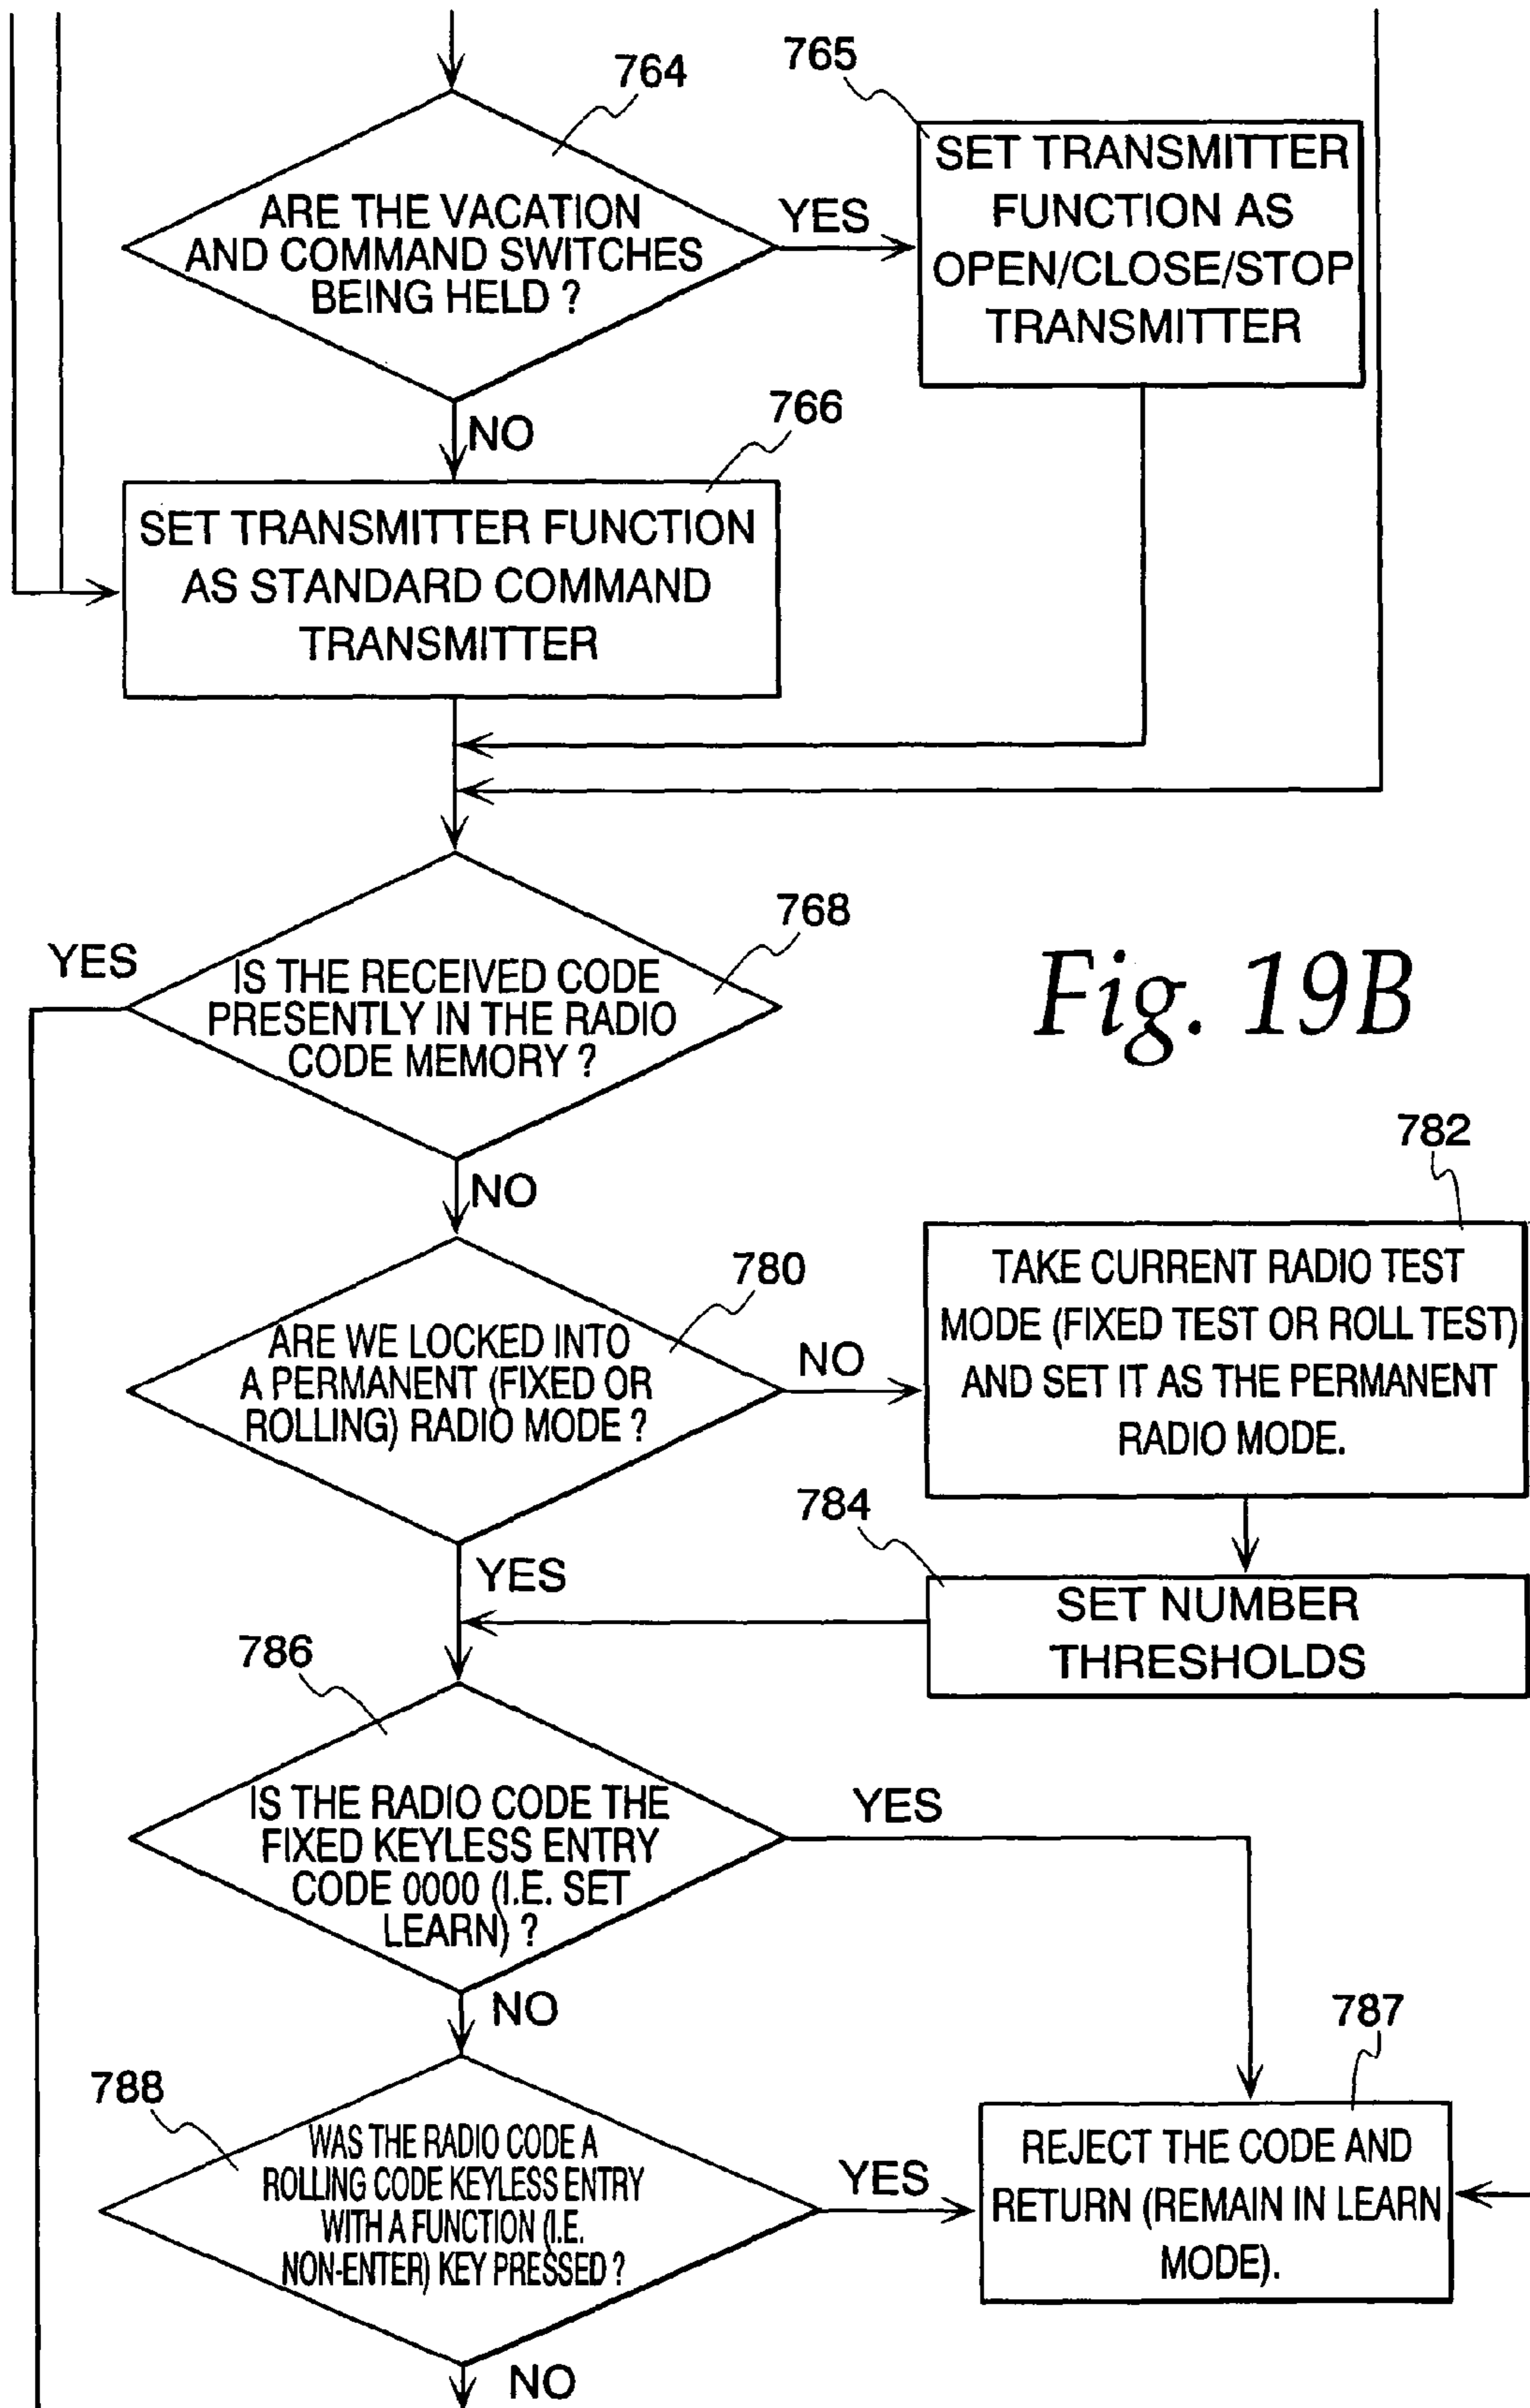 764
765
ARE THE VACATION
AND COMMAND SWITCHES
BEING HELD ?
YES
SET TRANSMITTER
FUNCTION AS
OPEN/CLOSE/STOP
TRANSMITTER
NO
766
SET TRANSMITTER FUNCTION
AS STANDARD COMMAND
TRANSMITTER
768
YES
IS THE RECEIVED CODE
PRESENTLY IN THE RADIO
CODE MEMORY ?
Fig. 19B
NO
780
782
ARE WE LOCKED INTO
A PERMANENT (FIXED OR
ROLLING) RADIO MODE ?
NO
TAKE CURRENT RADIO TEST
MODE (FIXED TEST OR ROLL TEST)
AND SET IT AS THE PERMANENT
RADIO MODE.
784
YES
SET NUMBER
THRESHOLDS
786
IS THE RADIO CODE THE
FIXED KEYLESS ENTRY
CODE 0000 (I.E. SET
LEARN) ?
YES
NO
787
788
WAS THE RADIO CODE A
ROLLING CODE KEYLESS ENTRY
WITH A FUNCTION (I.E.
NON-ENTER) KEY PRESSED ?
YES
REJECT THE CODE AND
RETURN (REMAIN IN LEARN
MODE).
NO